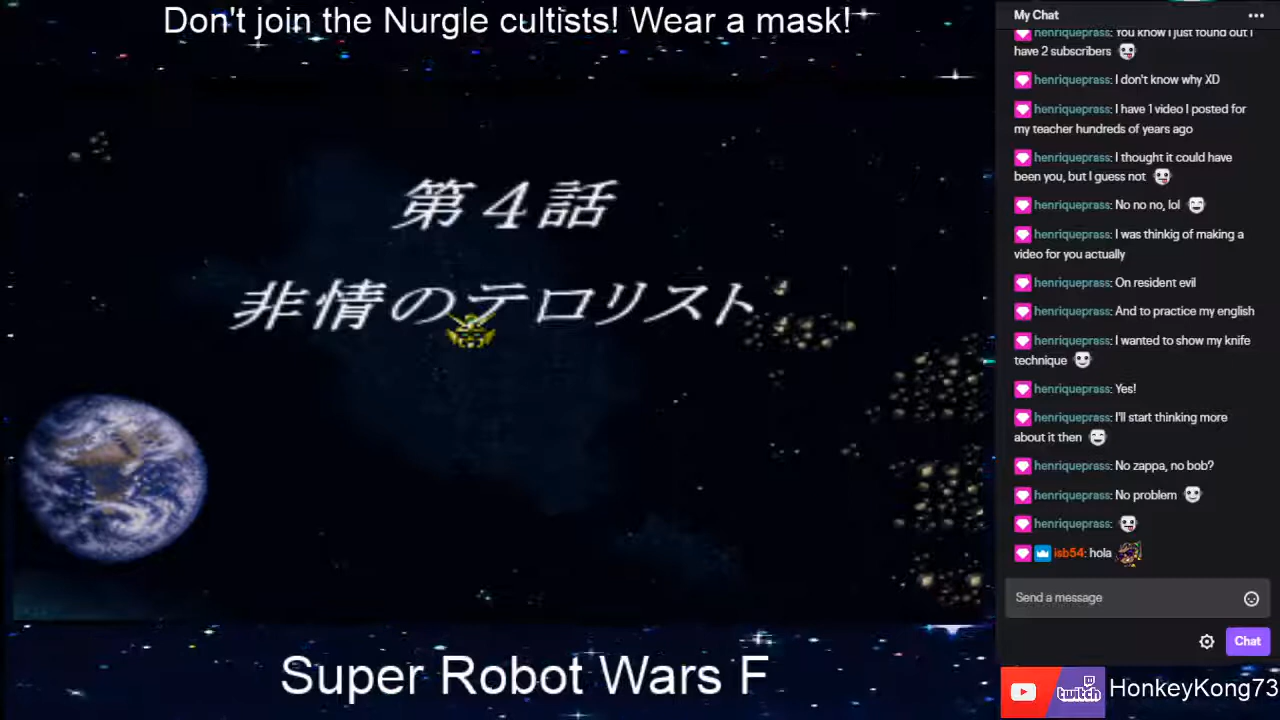 Don't join the Nurgle cultists! Wear a mask!
第4話
非情のテロリスト
Super Robot Wars F
My Chat
henriqueprass: You know I just found out I
have 2 subscribers
henriqueprass: I don't know why XD
henriqueprass: I have 1 video I posted for
my teacher hundreds of years ago
henriqueprass: I thought it could have
been you, but I guess not
henriqueprass: No no no, lol
henriqueprass: I was thinkig of making a
video for you actually
henriqueprass: On resident evil
henriqueprass: And to practice my english
henriqueprass: I wanted to show my knife
technique
henriqueprass: Yes!
henriqueprass: I'll start thinking more
about it then
henriqueprass: No zappa, no bob?
henriqueprass: No problem
henriqueprass:
isb54: hola
Send a message
Chat
twitch
HonkeyKong73